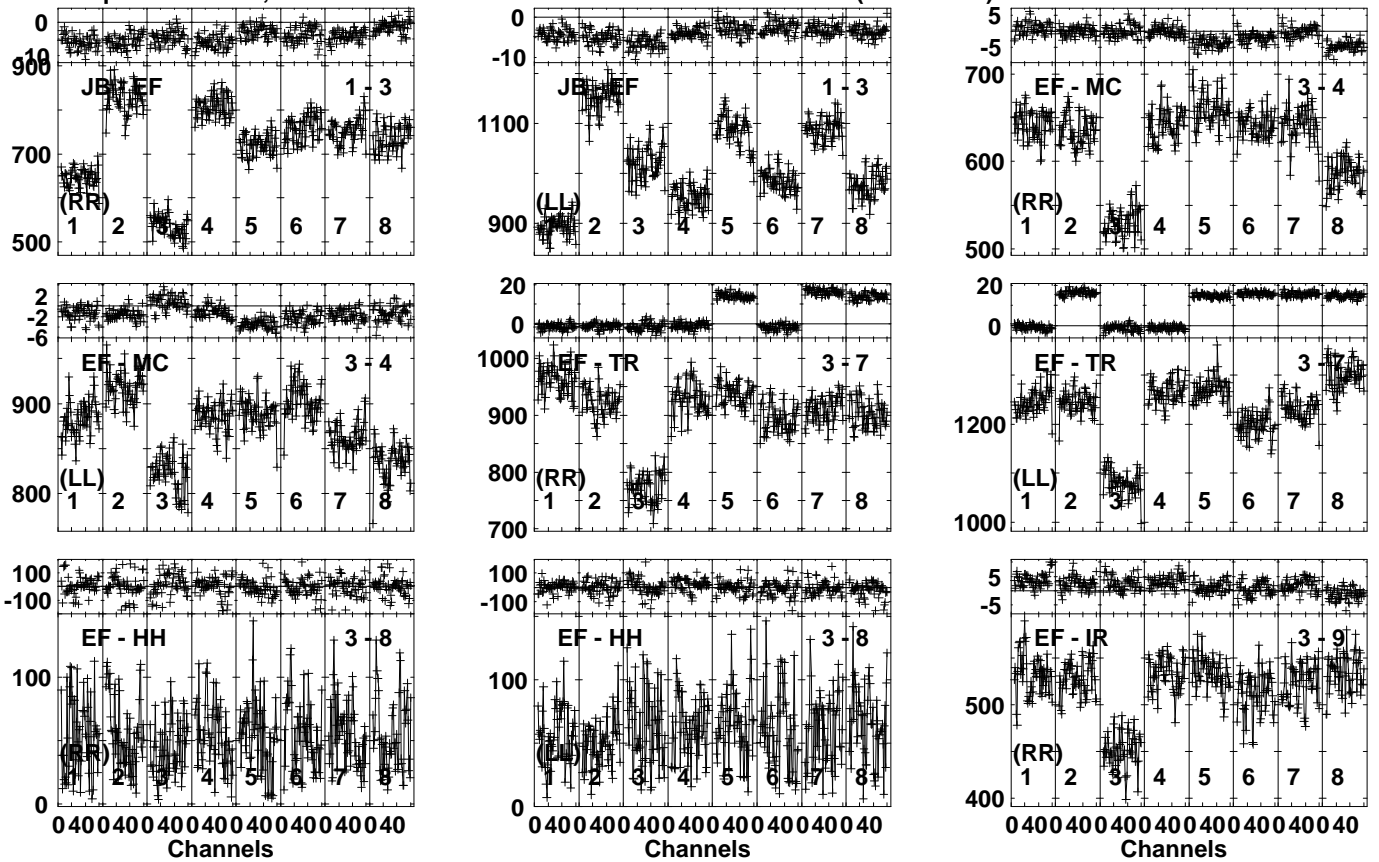 0
-10
900
700
500
JB - EF 1 - 3
(RR)
1 2 3 4 5 6 7 8
0
-10
1100
900
JB - EF 1 - 3
(LL)
1 2 3 4 5 6 7 8
5
-5
700
600
500
EF - MC 3 - 4
(RR)
1 2 3 4 5 6 7 8
2
-2
-6
900
800
EF - MC 3 - 4
(LL)
1 2 3 4 5 6 7 8
20
0
1000
900
800
700
EF - TR 3 - 7
(RR)
1 2 3 4 5 6 7 8
20
0
1200
1000
EF - TR 3 - 7
(LL)
1 2 3 4 5 6 7 8
100
-100
100
0
EF - HH 3 - 8
(RR)
1 2 3 4 5 6 7 8
0 40 0 40 0 40 0 40 0 40 0 40 0 40 0 40
Channels
100
-100
100
0
EF - HH 3 - 8
(LL)
1 2 3 4 5 6 7 8
0 40 0 40 0 40 0 40 0 40 0 40 0 40 0 40
Channels
5
-5
500
400
EF - IR 3 - 9
(RR)
1 2 3 4 5 6 7 8
0 40 0 40 0 40 0 40 0 40 0 40 0 40 0 40
Channels